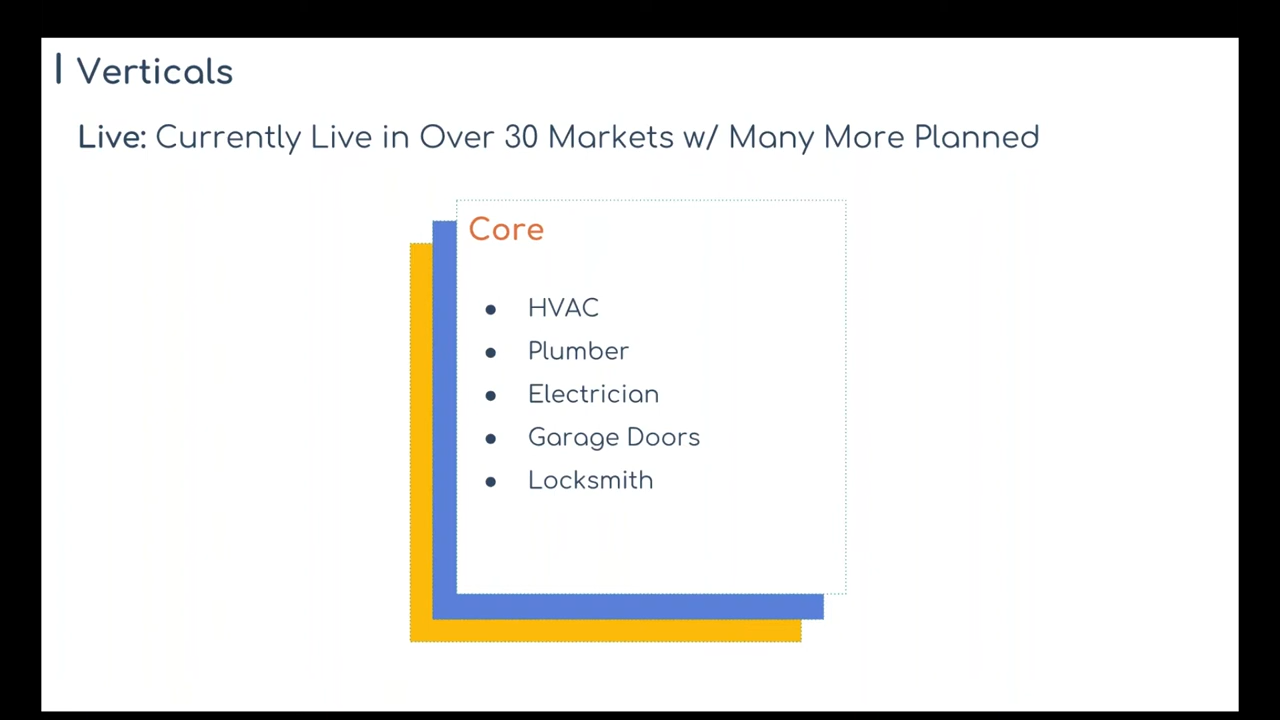 Verticals
Live: Currently Live in Over 30 Markets w/ Many More Planned
Core
● HVAC
● Plumber
● Electrician
● Garage Doors
● Locksmith